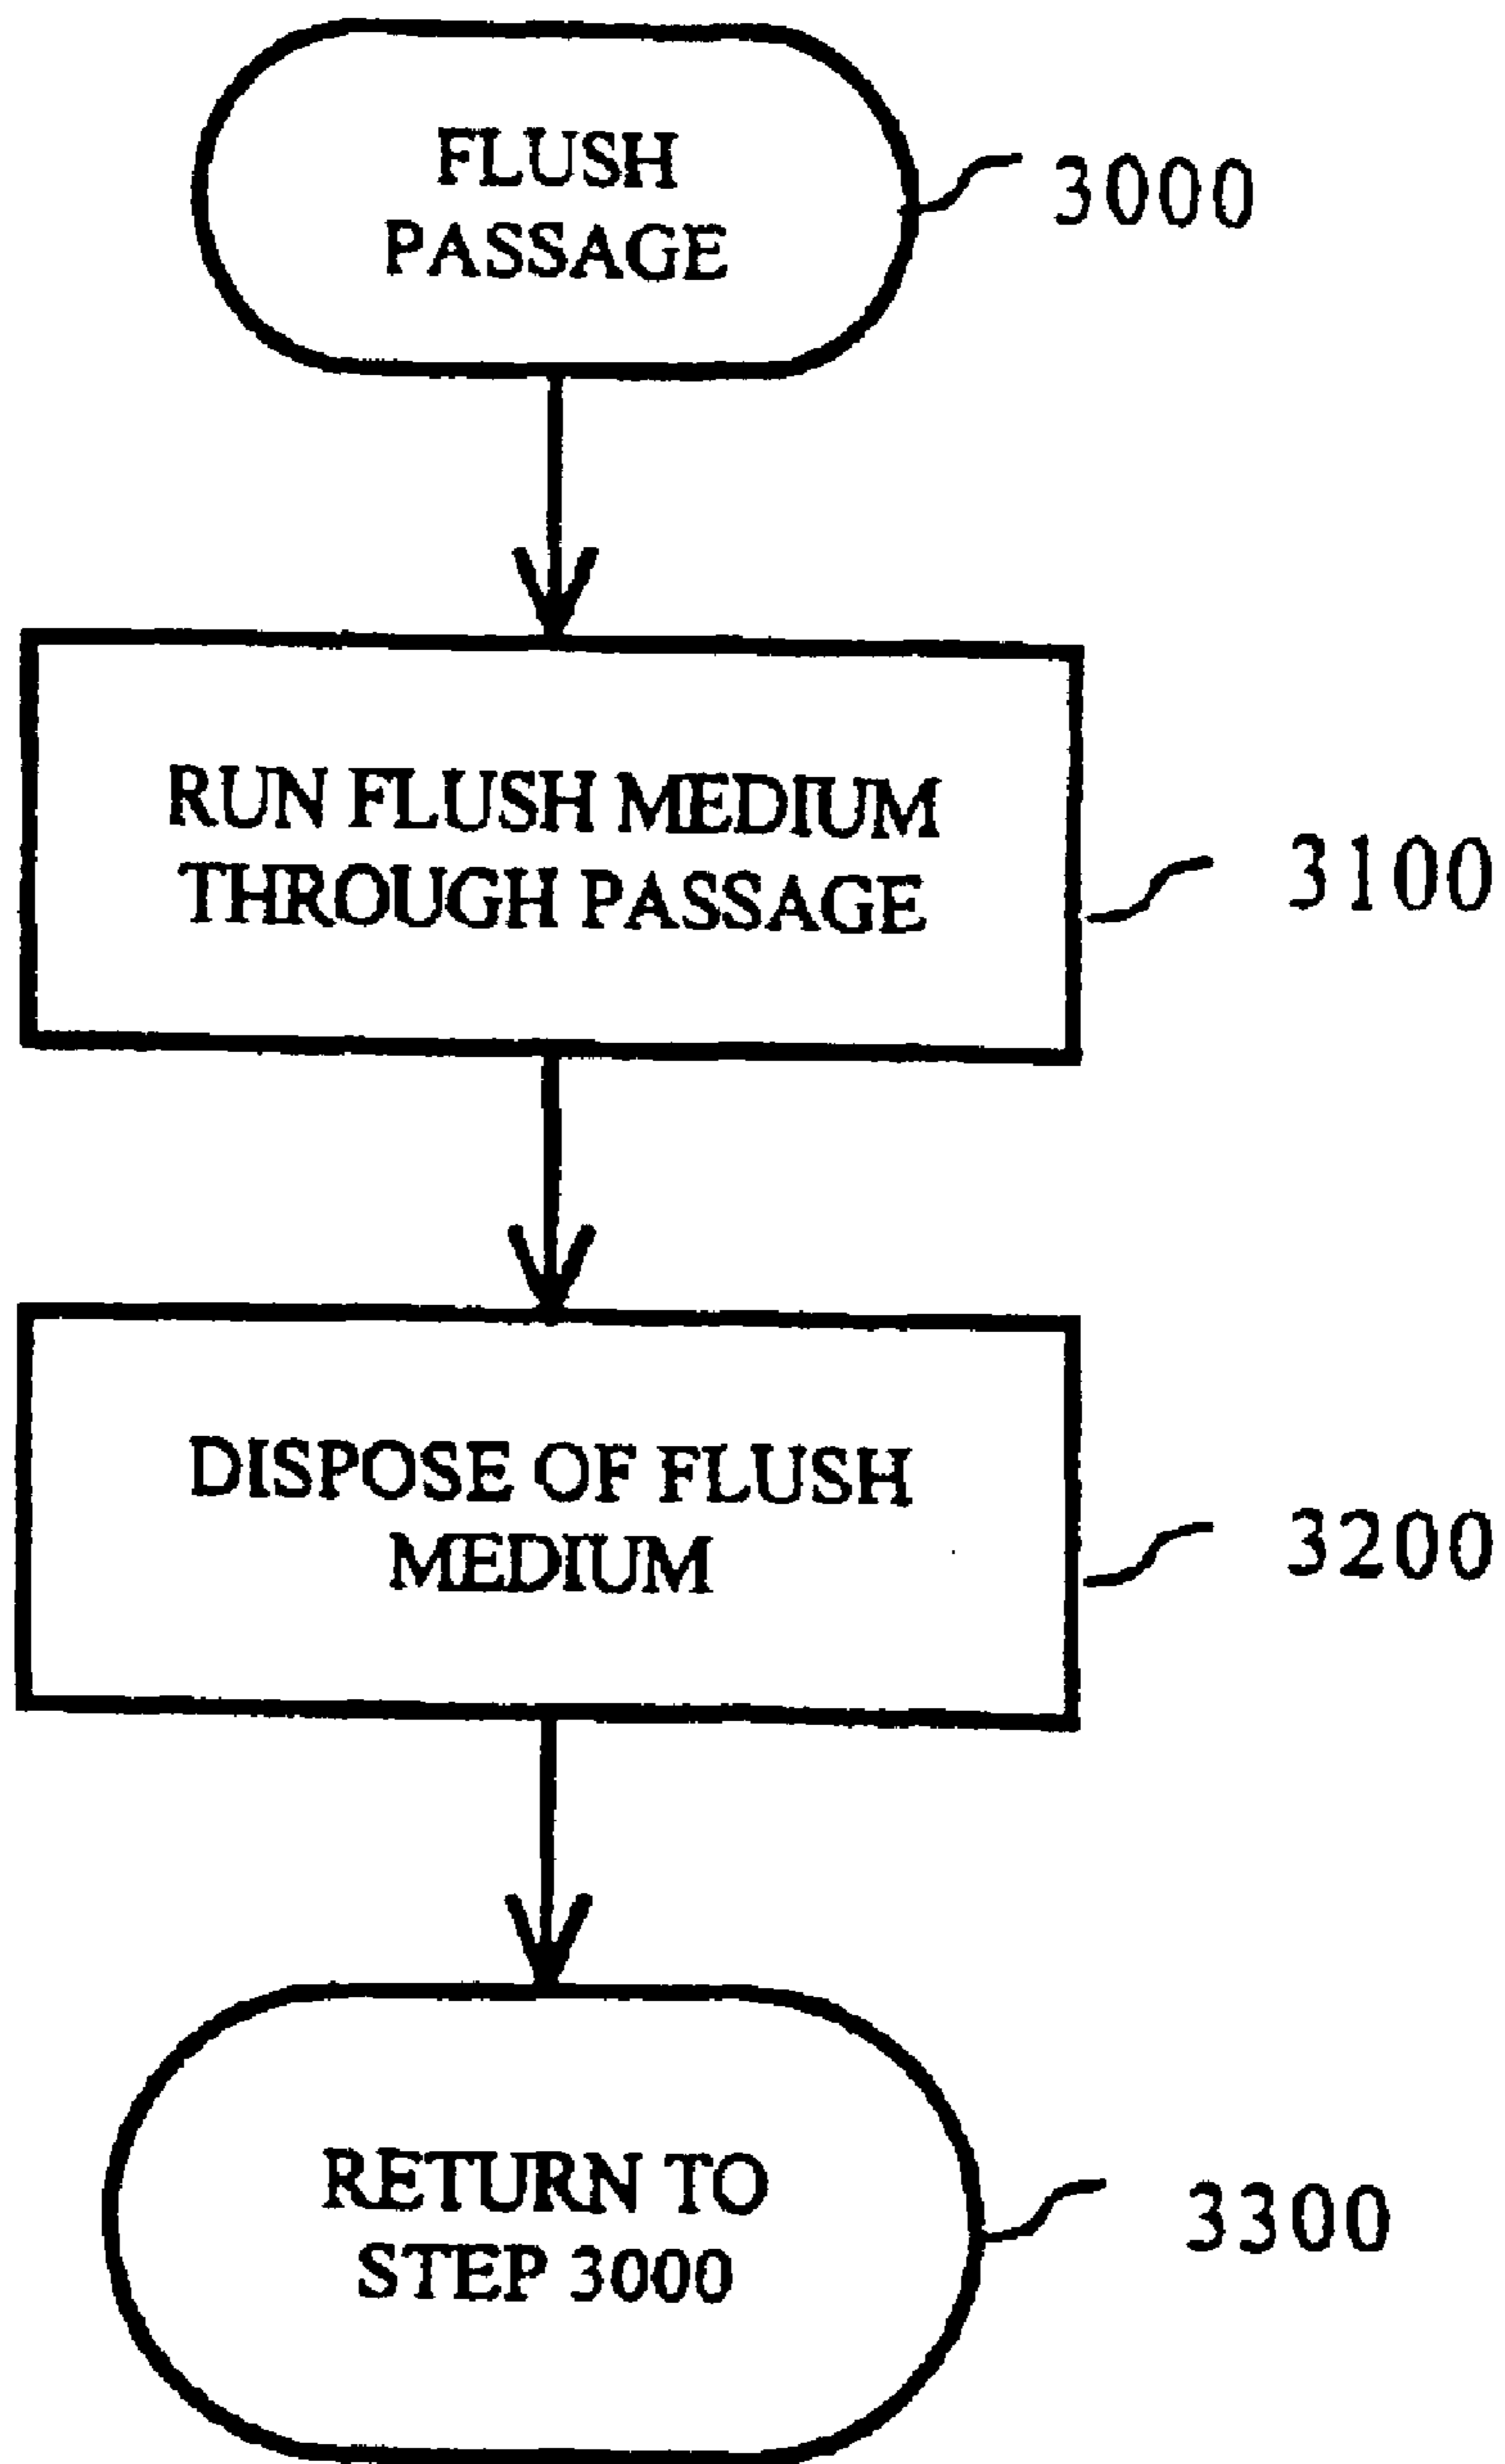 FLUSH
PASSAGE
3000
RUN FLUSH MEDIUM
THROUGH PASSAGE
3100
DISPOSE OF FLUSH
MEDIUM
3200
RETURN TO
STEP 3000
3300